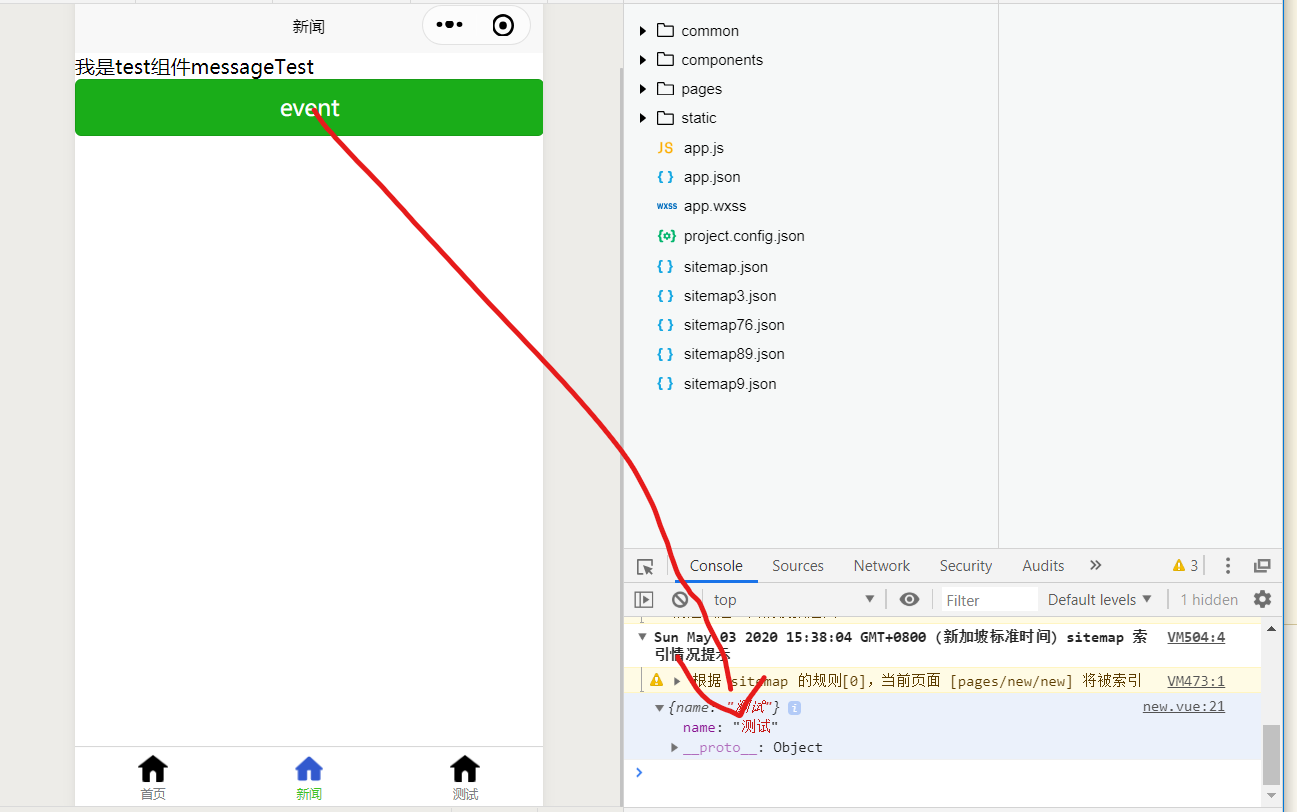 新闻
我是test组件messageTest
event
首页
新闻
测试
common
components
pages
static
JS app.js
{ } app.json
wxss app.wxss
project.config.json
{ } sitemap.json
{ } sitemap3.json
{ } sitemap76.json
{ } sitemap89.json
{ } sitemap9.json
Console Sources Network Security Audits » 3
top Filter Default levels 1 hidden
Sun May 03 2020 15:38:04 GMT+0800 (新加坡标准时间) sitemap 索 VM504:4
引情况提示
根据 sitemap 的规则[0]，当前页面 [pages/new/new] 将被索引 VM473:1
{name: "测试"} i new.vue:21
name: "测试"
__proto__: Object